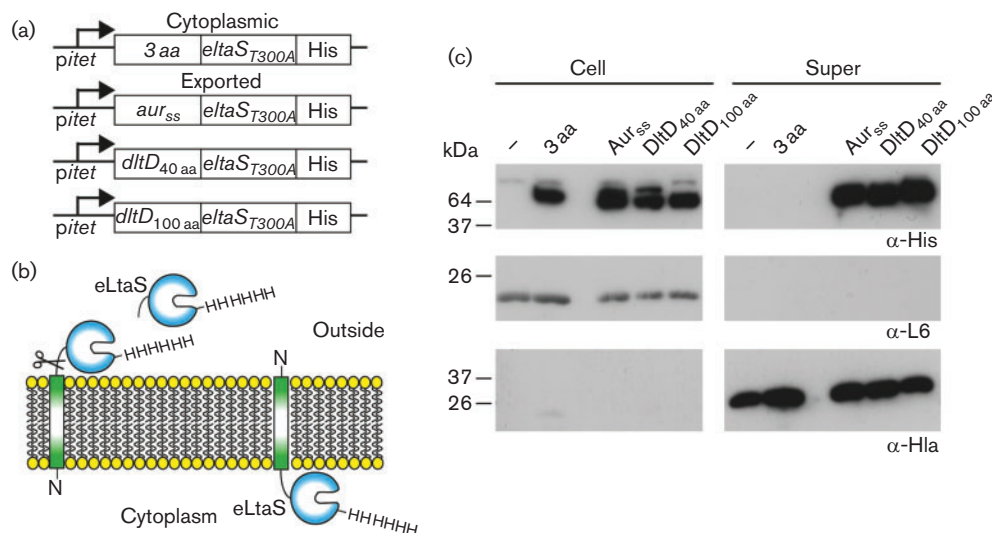 (a)
Cytoplasmic
pitet 3 aa eltaS_T300A His
Exported
pitet aur_ss eltaS_T300A His
pitet dltD_40 aa eltaS_T300A His
pitet dltD_100 aa eltaS_T300A His
(b)
eLtaS
HHHHHH
HHHHHH
Outside
N
N
Cytoplasm
eLtaS
HHHHHH
(c)
Cell Super
– 3 aa Aur_ss DltD_40 aa DltD_100 aa – 3 aa Aur_ss DltD_40 aa DltD_100 aa
kDa
64
37
α-His
26
α-L6
37
26
α-Hla